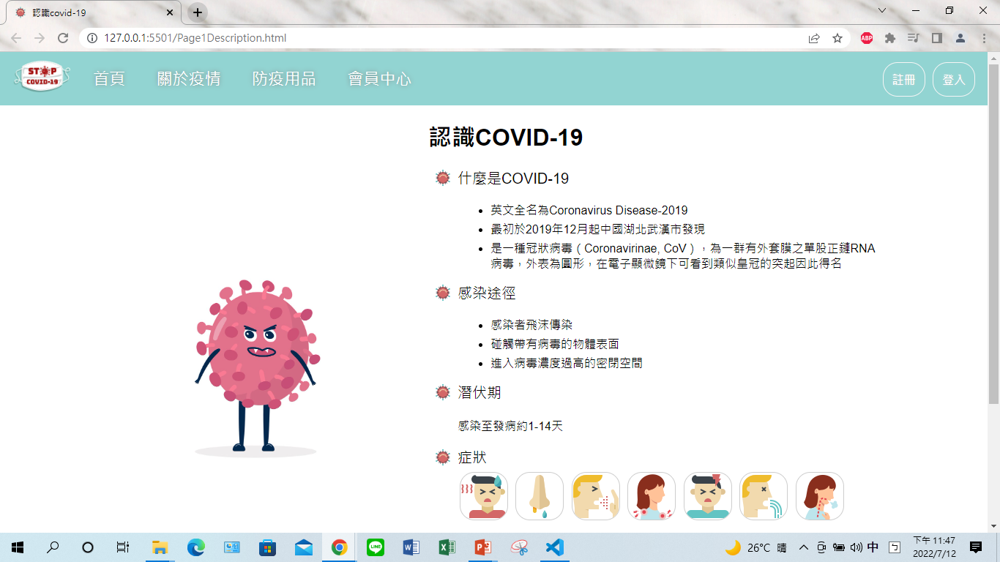 認識covid-19
127.0.0.1:5501/Page1Description.html
ABP
STOP
COVID-19
首頁 關於疫情 防疫用品 會員中心 註冊 登入
認識COVID-19
什麼是COVID-19
英文全名為Coronavirus Disease-2019
最初於2019年12月起中國湖北武漢市發現
是一種冠狀病毒(Coronavirinae, CoV),為一群有外套膜之單股正鏈RNA
病毒,外表為圓形,在電子顯微鏡下可看到類似皇冠的突起因此得名
感染途徑
感染者飛沫傳染
碰觸帶有病毒的物體表面
進入病毒濃度過高的密閉空間
潛伏期
感染至發病約1-14天
症狀
LINE
26°C 晴
中
ㄅ
下午 11:47
2022/7/12